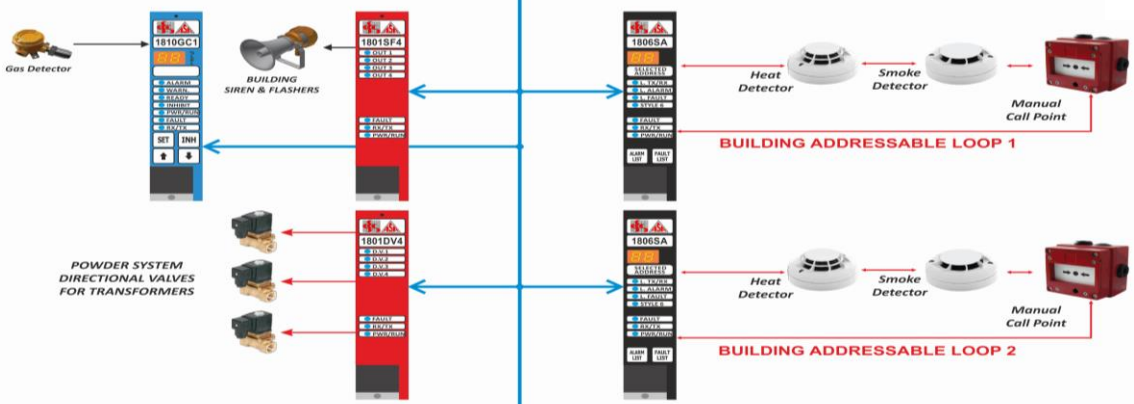 1810GC1
88
ALARM
WARN.
READY
INHIBIT
PWR/RUN
FAULT
RX/TX
SET
INH
Gas Detector
BUILDING
SIREN & FLASHERS
1801SF4
OUT 1
OUT 2
OUT 3
OUT 4
FAULT
RX/TX
PWR/RUN
1806SA
88
SELECTED
ADDRESS
L. TX/RX
L. ALARM
L. FAULT
STYLE 6
FAULT
RX/TX
PWR/RUN
ALARM
LIST
FAULT
LIST
Heat
Detector
Smoke
Detector
Manual
Call Point
BUILDING ADDRESSABLE LOOP 1
POWDER SYSTEM
DIRECTIONAL VALVES
FOR TRANSFORMERS
1801DV4
D.V.1
D.V.2
D.V.3
D.V.4
FAULT
RX/TX
PWR/RUN
1806SA
88
SELECTED
ADDRESS
L. TX/RX
L. ALARM
L. FAULT
STYLE 6
FAULT
RX/TX
PWR/RUN
ALARM
LIST
FAULT
LIST
Heat
Detector
Smoke
Detector
Manual
Call Point
BUILDING ADDRESSABLE LOOP 2